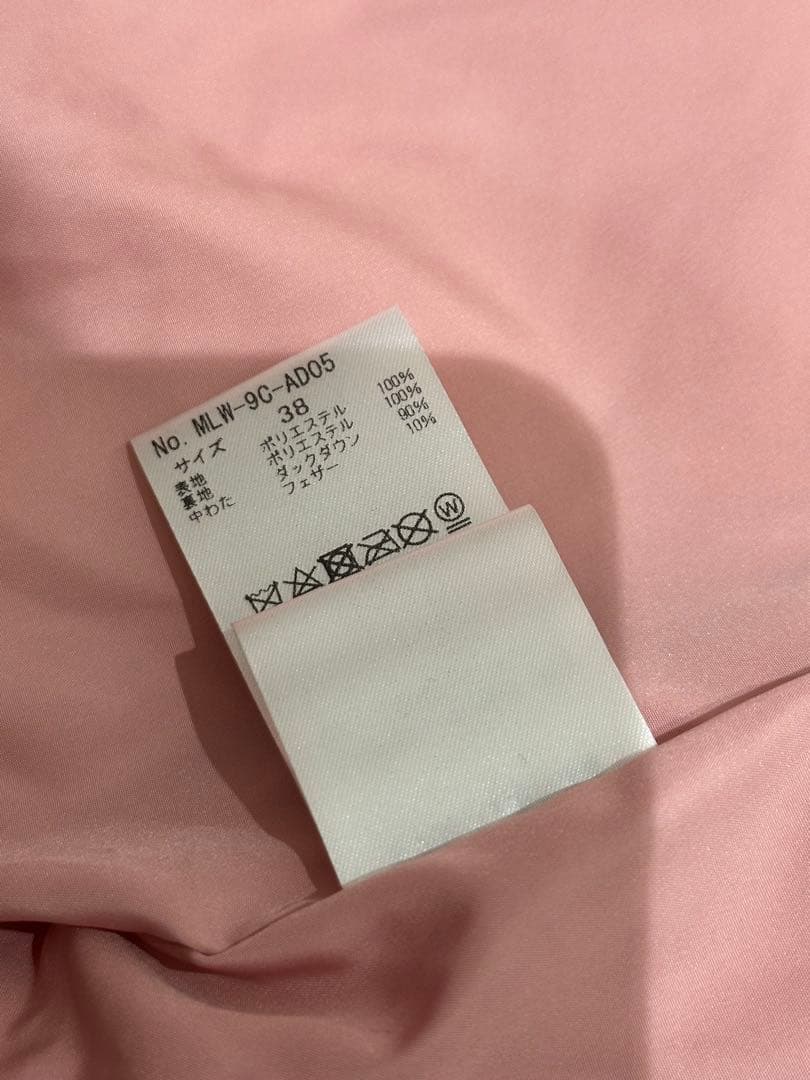 No. MLW-9C-AD05
サイズ 38
表地 ポリエステル 100%
裏地 ポリエステル 100%
中わた ダックダウン 90%
フェザー 10%
W